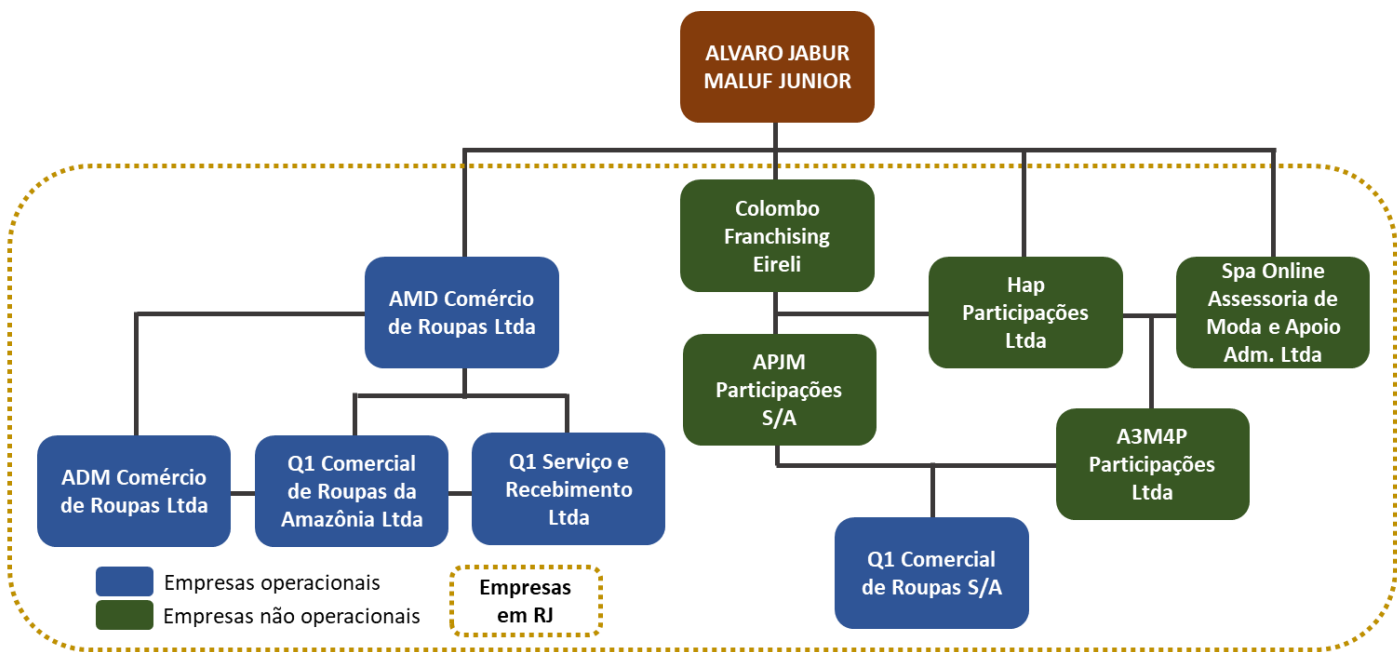 ALVARO JABUR
MALUF JUNIOR
Colombo
Franchising
Eireli
AMD Comércio
de Roupas Ltda
Hap
Participações
Ltda
Spa Online
Assessoria de
Moda e Apoio
Adm. Ltda
APJM
Participações
S/A
ADM Comércio
de Roupas Ltda
Q1 Comercial
de Roupas da
Amazônia Ltda
Q1 Serviço e
Recebimento
Ltda
A3M4P
Participações
Ltda
Q1 Comercial
de Roupas S/A
Empresas operacionais
Empresas não operacionais
Empresas
em RJ